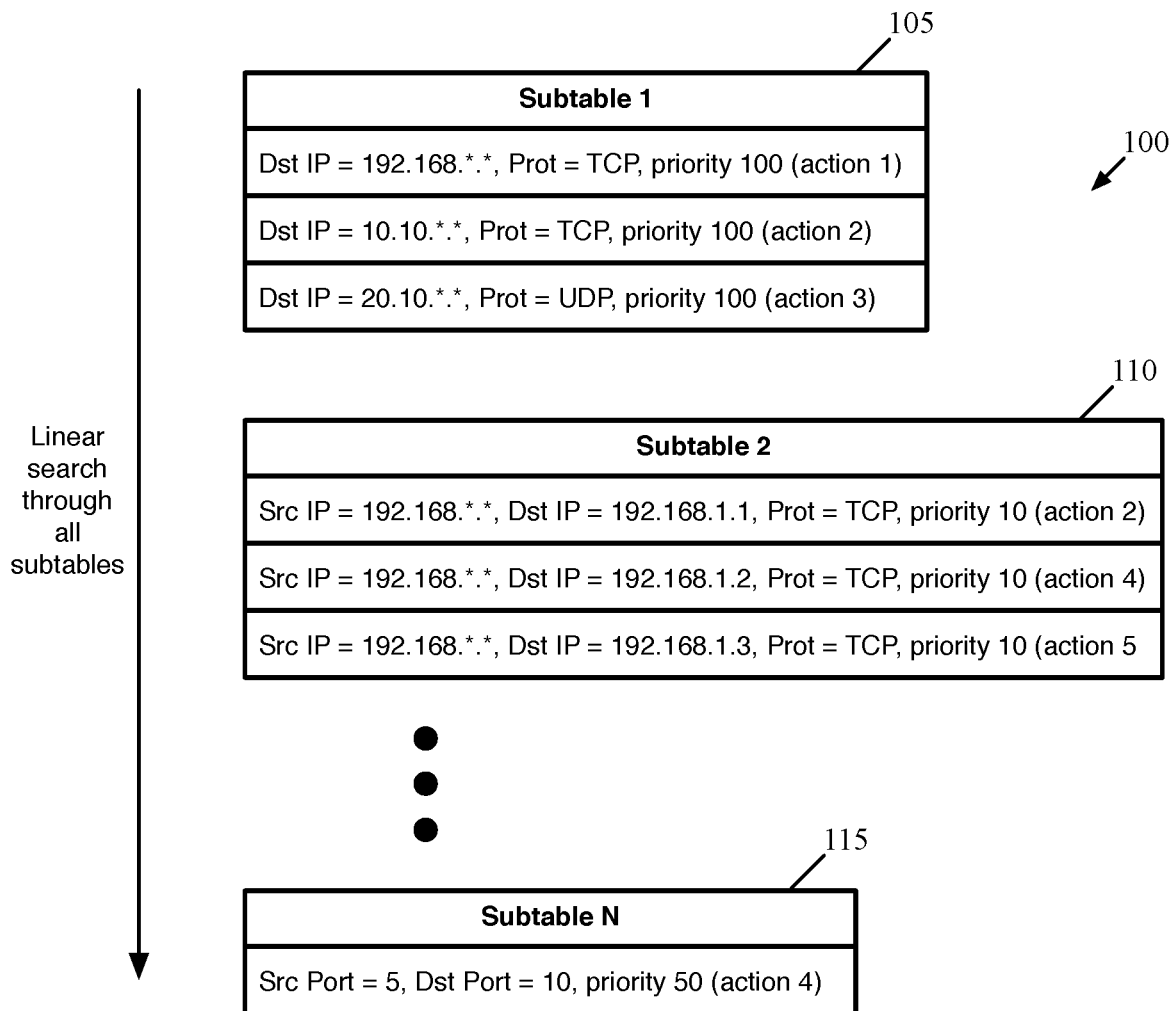 105
Subtable 1
Dst IP = 192.168.*.*, Prot = TCP, priority 100 (action 1)
Dst IP = 10.10.*.*, Prot = TCP, priority 100 (action 2)
Dst IP = 20.10.*.*, Prot = UDP, priority 100 (action 3)
100
110
Subtable 2
Src IP = 192.168.*.*, Dst IP = 192.168.1.1, Prot = TCP, priority 10 (action 2)
Src IP = 192.168.*.*, Dst IP = 192.168.1.2, Prot = TCP, priority 10 (action 4)
Src IP = 192.168.*.*, Dst IP = 192.168.1.3, Prot = TCP, priority 10 (action 5
Linear
search
through
all
subtables
115
Subtable N
Src Port = 5, Dst Port = 10, priority 50 (action 4)